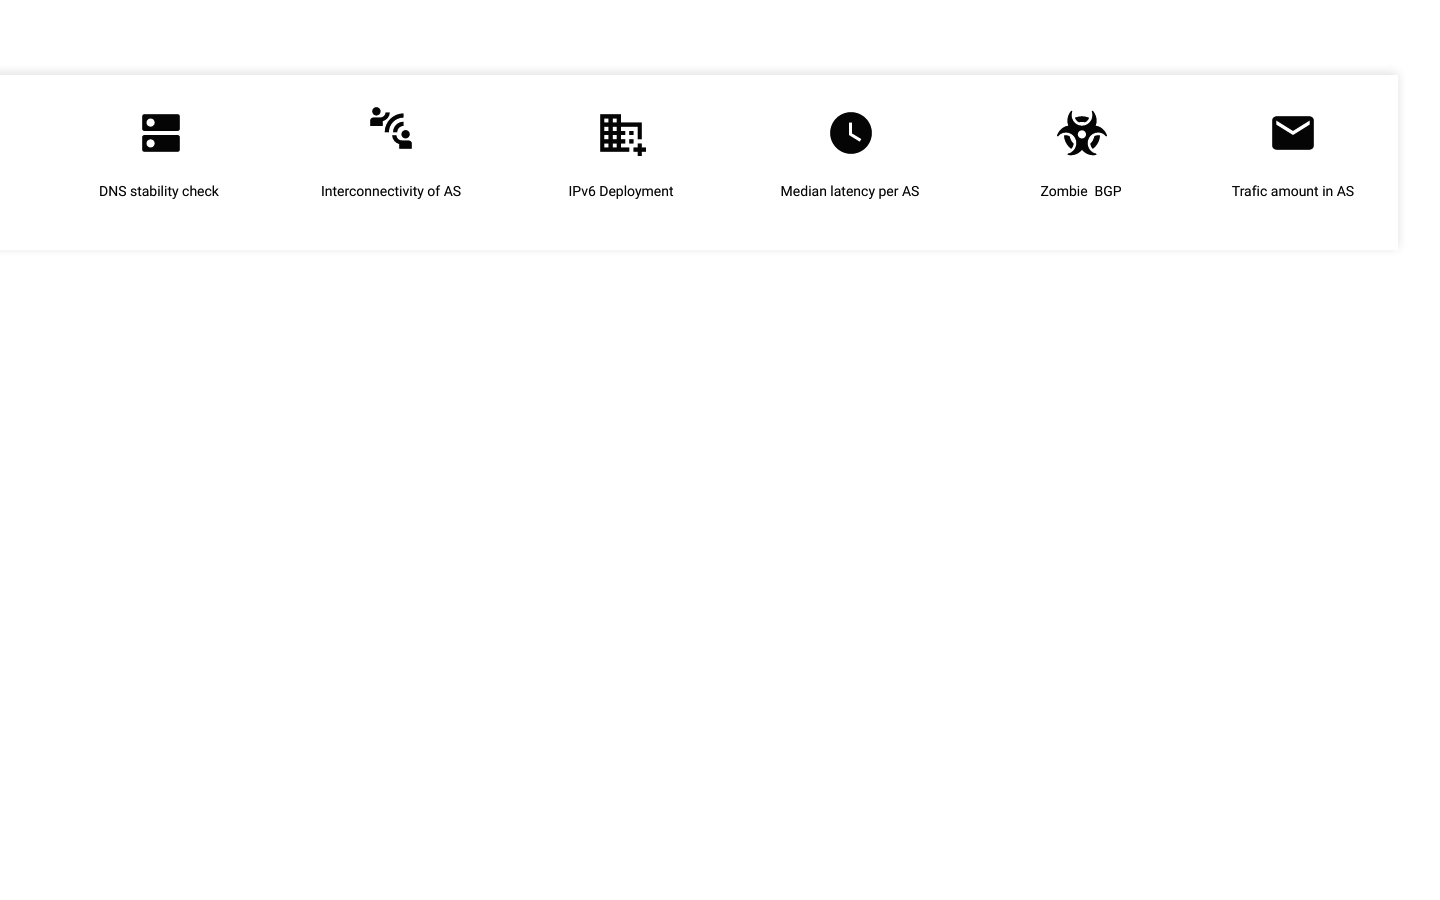 DNS stability check
Interconnectivity of AS
IPv6 Deployment
Median latency per AS
Zombie  BGP
Trafic amount in AS